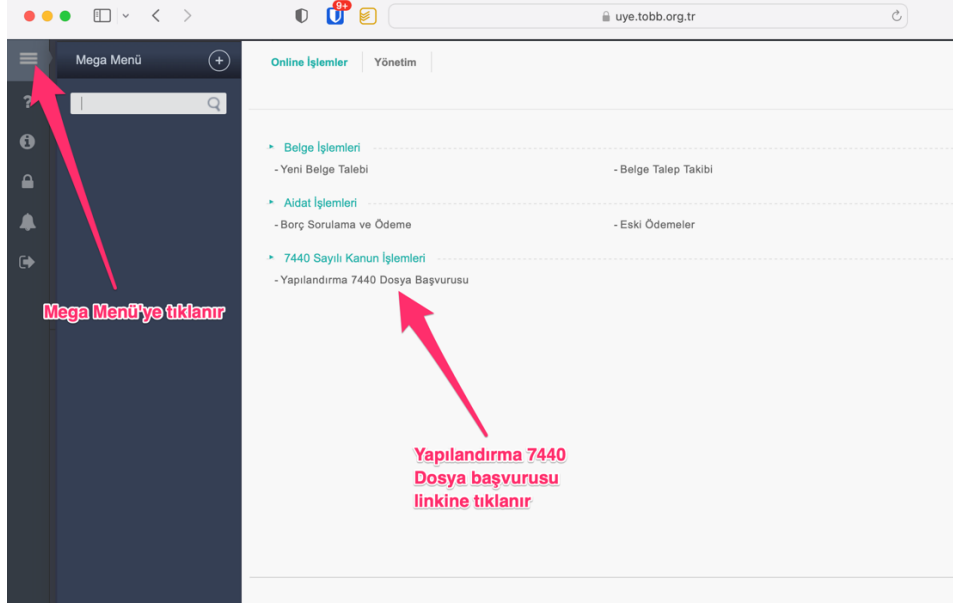 9+
uye.tobb.org.tr
Mega Menü
Online İşlemler Yönetim
Belge İşlemleri
- Yeni Belge Talebi - Belge Talep Takibi
Aidat İşlemleri
- Borç Sorulama ve Ödeme - Eski Ödemeler
7440 Sayılı Kanun İşlemleri
- Yapılandırma 7440 Dosya Başvurusu
Mega Menü'ye tıklanır
Yapılandırma 7440
Dosya başvurusu
linkine tıklanır